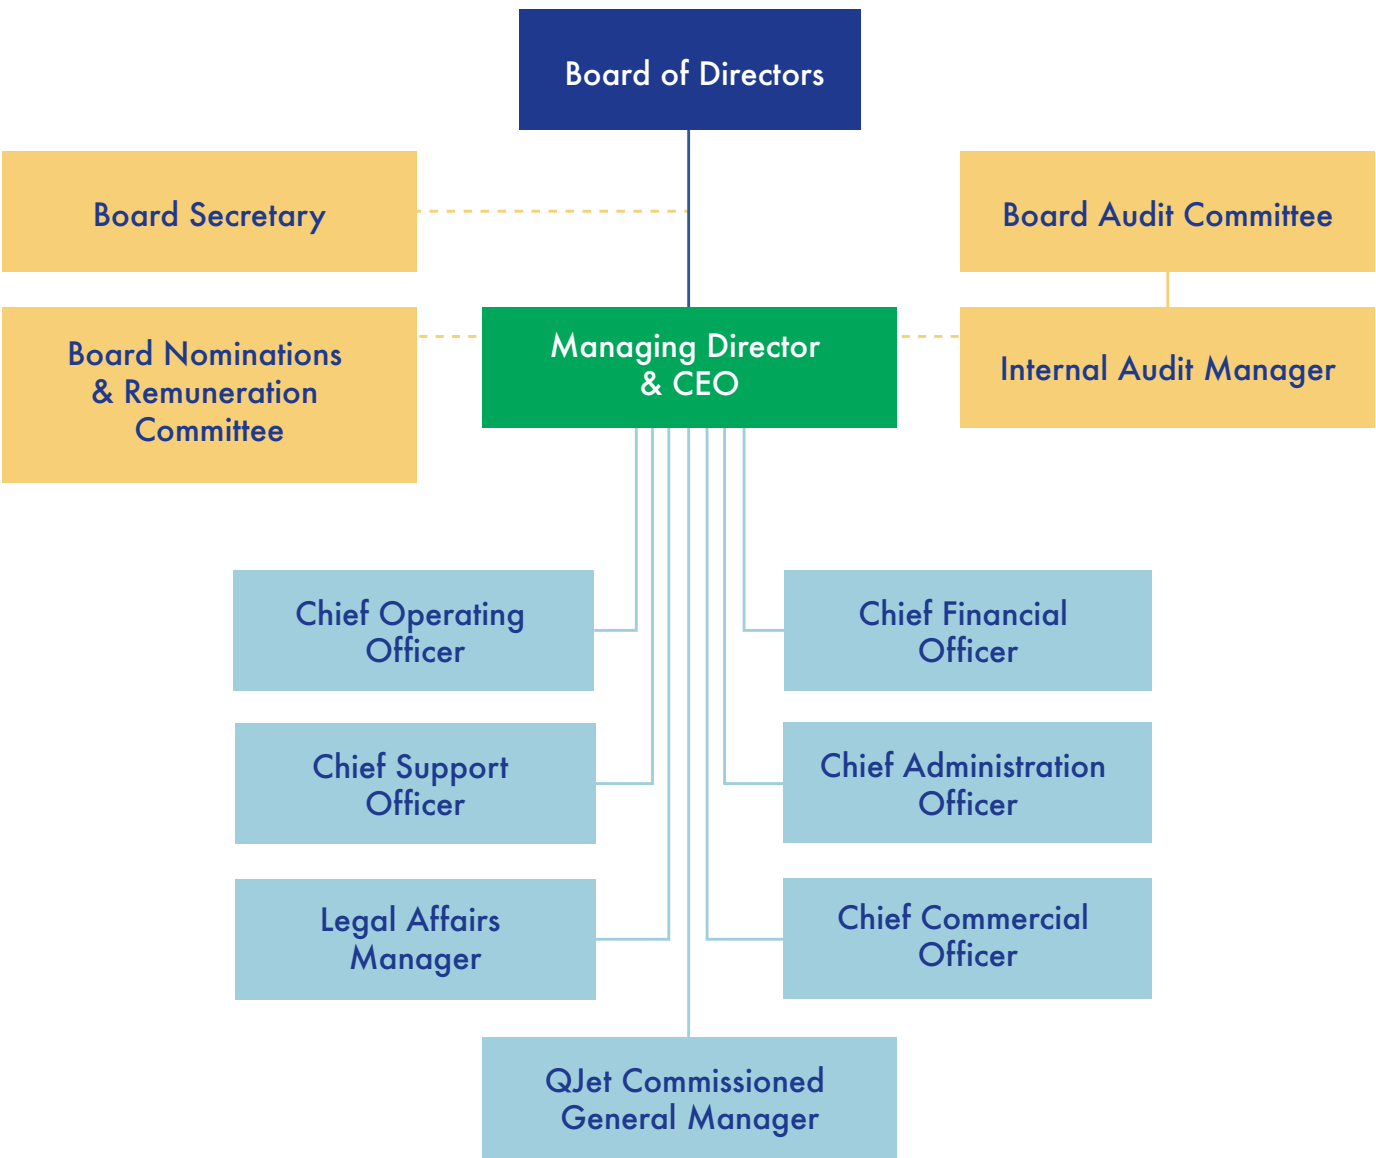 Board of Directors
Board Secretary
Board Audit Committee
Board Nominations
& Remuneration
Committee
Managing Director
& CEO
Internal Audit Manager
Chief Operating
Officer
Chief Financial
Officer
Chief Support
Officer
Chief Administration
Officer
Legal Affairs
Manager
Chief Commercial
Officer
QJet Commissioned
General Manager